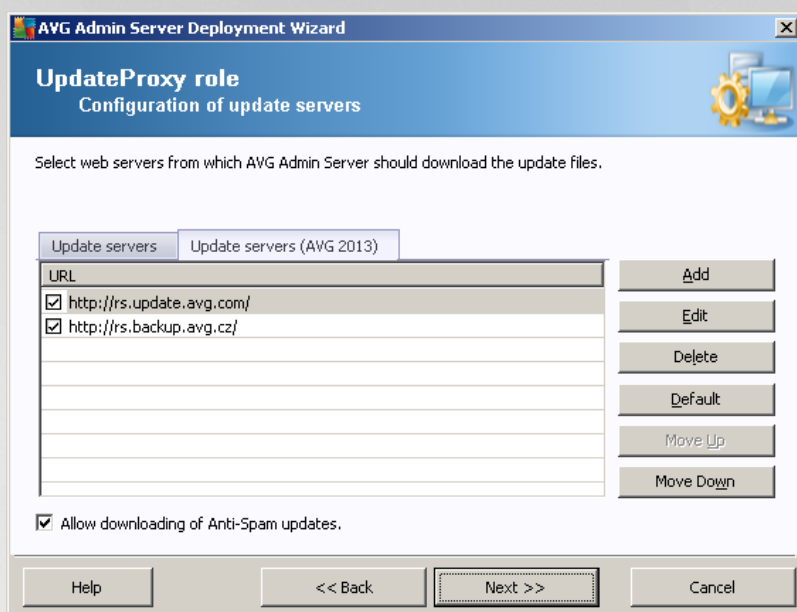 AVG Admin Server Deployment Wizard
UpdateProxy role
Configuration of update servers
Select web servers from which AVG Admin Server should download the update files.
Update servers
Update servers (AVG 2013)
URL
http://rs.update.avg.com/
http://rs.backup.avg.cz/
Add
Edit
Delete
Default
Move Up
Move Down
Allow downloading of Anti-Spam updates.
Help
<< Back
Next >>
Cancel